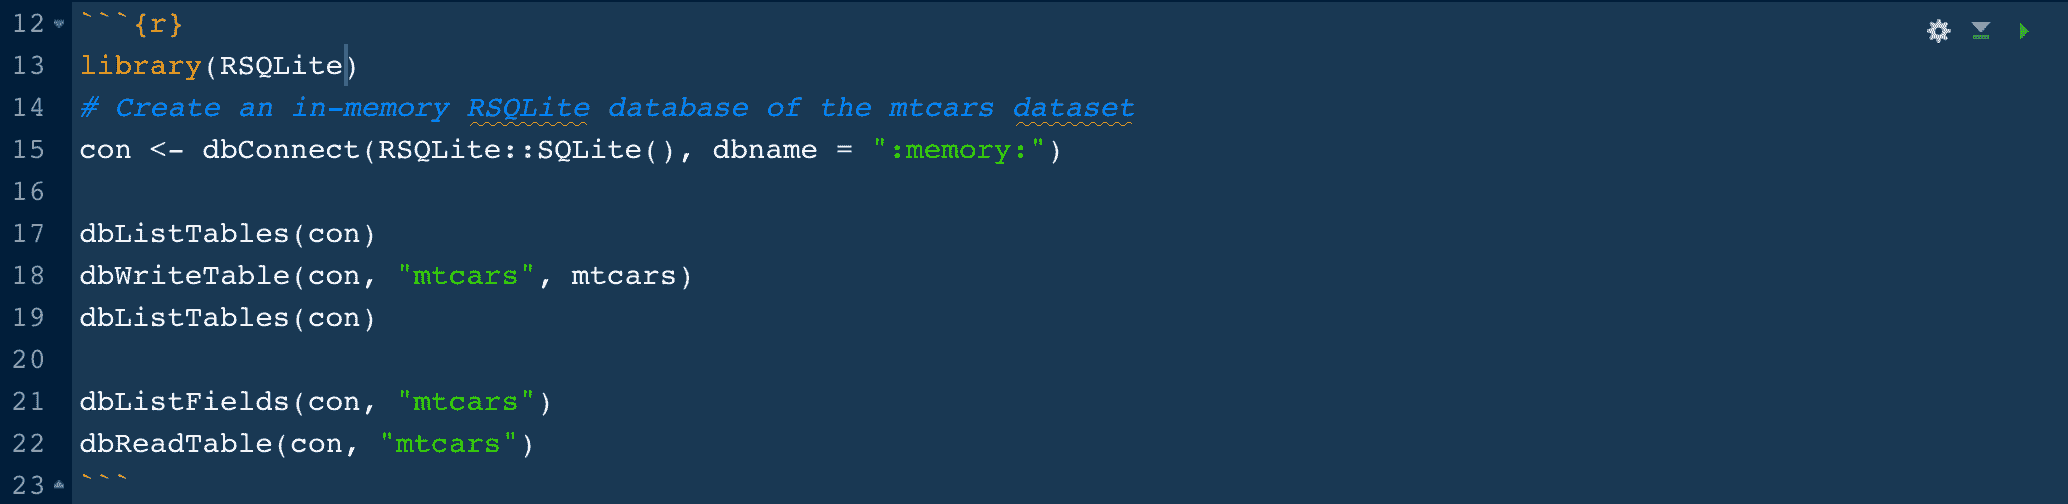 12 ```{r}
13 library(RSQLite)
14 # Create an in-memory RSQLite database of the mtcars dataset
15 con <- dbConnect(RSQLite::SQLite(), dbname = ":memory:")
16
17 dbListTables(con)
18 dbWriteTable(con, "mtcars", mtcars)
19 dbListTables(con)
20
21 dbListFields(con, "mtcars")
22 dbReadTable(con, "mtcars")
23 ```